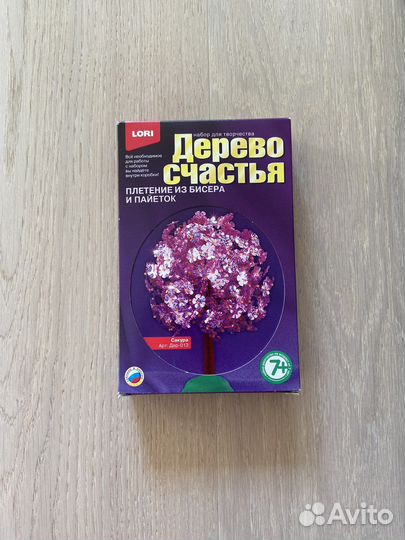 LORI
набор для творчества
Всё необходимое
для работы
с набором
вы найдете
внутри коробки!
Дерево
счастья
ПЛЕТЕНИЕ ИЗ БИСЕРА
И ПАЙЕТОК
Сакура
Арт. Дер-013
7+
Avito